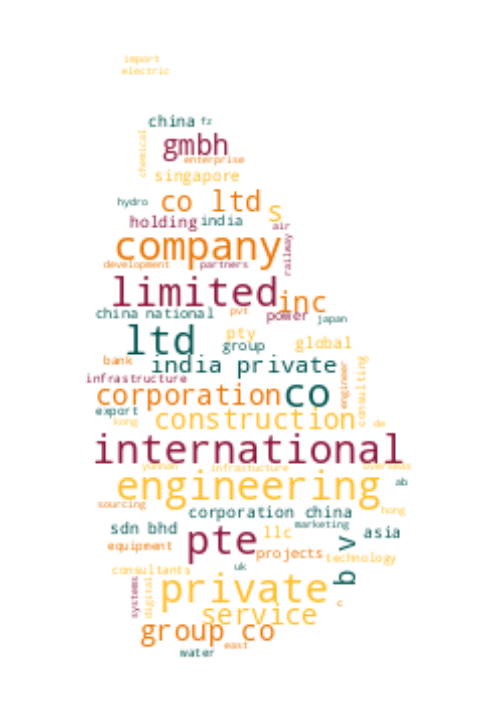 import
electric
china fz
chemical
gmbh
enterprise
singapore
hydro co ltd s
holding india air
company railway
development partners
limited inc
china national pvt power japan
ltd pty
group global
india private
bank
infrastructure engineer
corporation co consulting
export construction
kong de
international
yunnan infrastucture overseas
engineering ab
sourcing corporation china hong
sdn bhd marketing
pte llc asia
equipment projects b v
technology
consultants uk
systems digital private c
service
group co
east
water